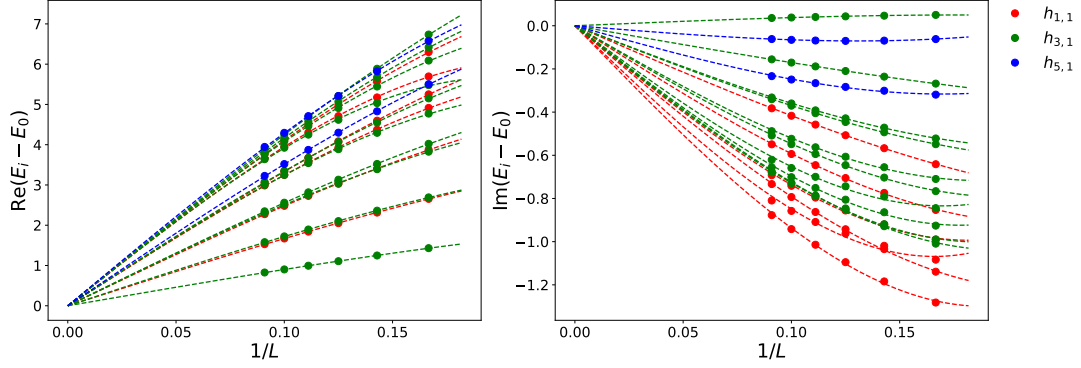 Re(E_i − E_0)
7
6
5
4
3
2
1
0
0.00 0.05 0.10 0.15
1/L
Im(E_i − E_0)
0.0
−0.2
−0.4
−0.6
−0.8
−1.0
−1.2
0.00 0.05 0.10 0.15
1/L
h_{1,1}
h_{3,1}
h_{5,1}